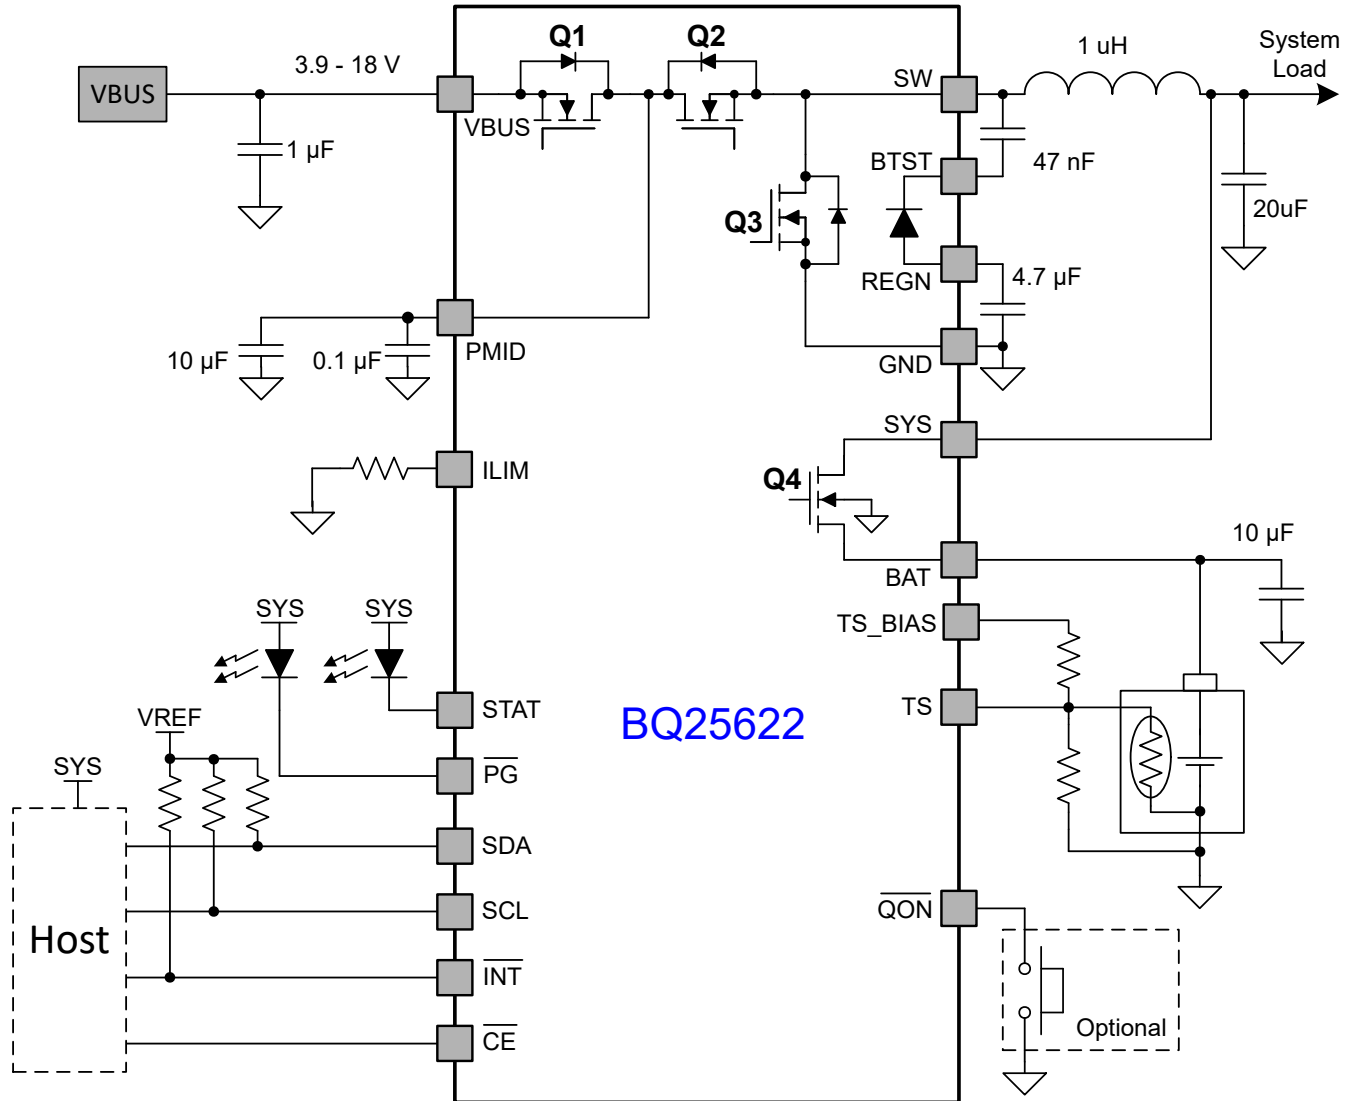 Q1
Q2
3.9 - 18 V
1 uH
System
Load
VBUS
SW
VBUS
1 µF
BTST
47 nF
Q3
20uF
REGN
4.7 µF
10 µF
0.1 µF
PMID
GND
SYS
ILIM
Q4
10 µF
BAT
SYS
SYS
TS_BIAS
STAT
TS
BQ25622
VREF
PG
SYS
SDA
SCL
QON
Host
INT
Optional
CE